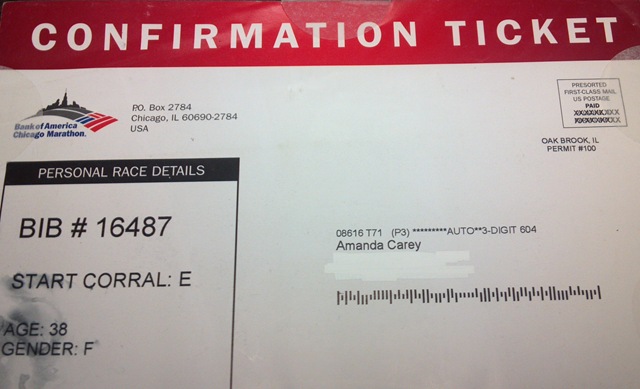 CONFIRMATION TICKET
Bank of America
Chicago Marathon.
P.O. Box 2784
Chicago, IL 60690-2784
USA
PRESORTED
FIRST-CLASS MAIL
US POSTAGE
PAID
OAK BROOK, IL
PERMIT #100
PERSONAL RACE DETAILS
BIB # 16487
START CORRAL: E
AGE: 38
GENDER: F
08616 T71 (P3) *********AUTO**3-DIGIT 604
Amanda Carey